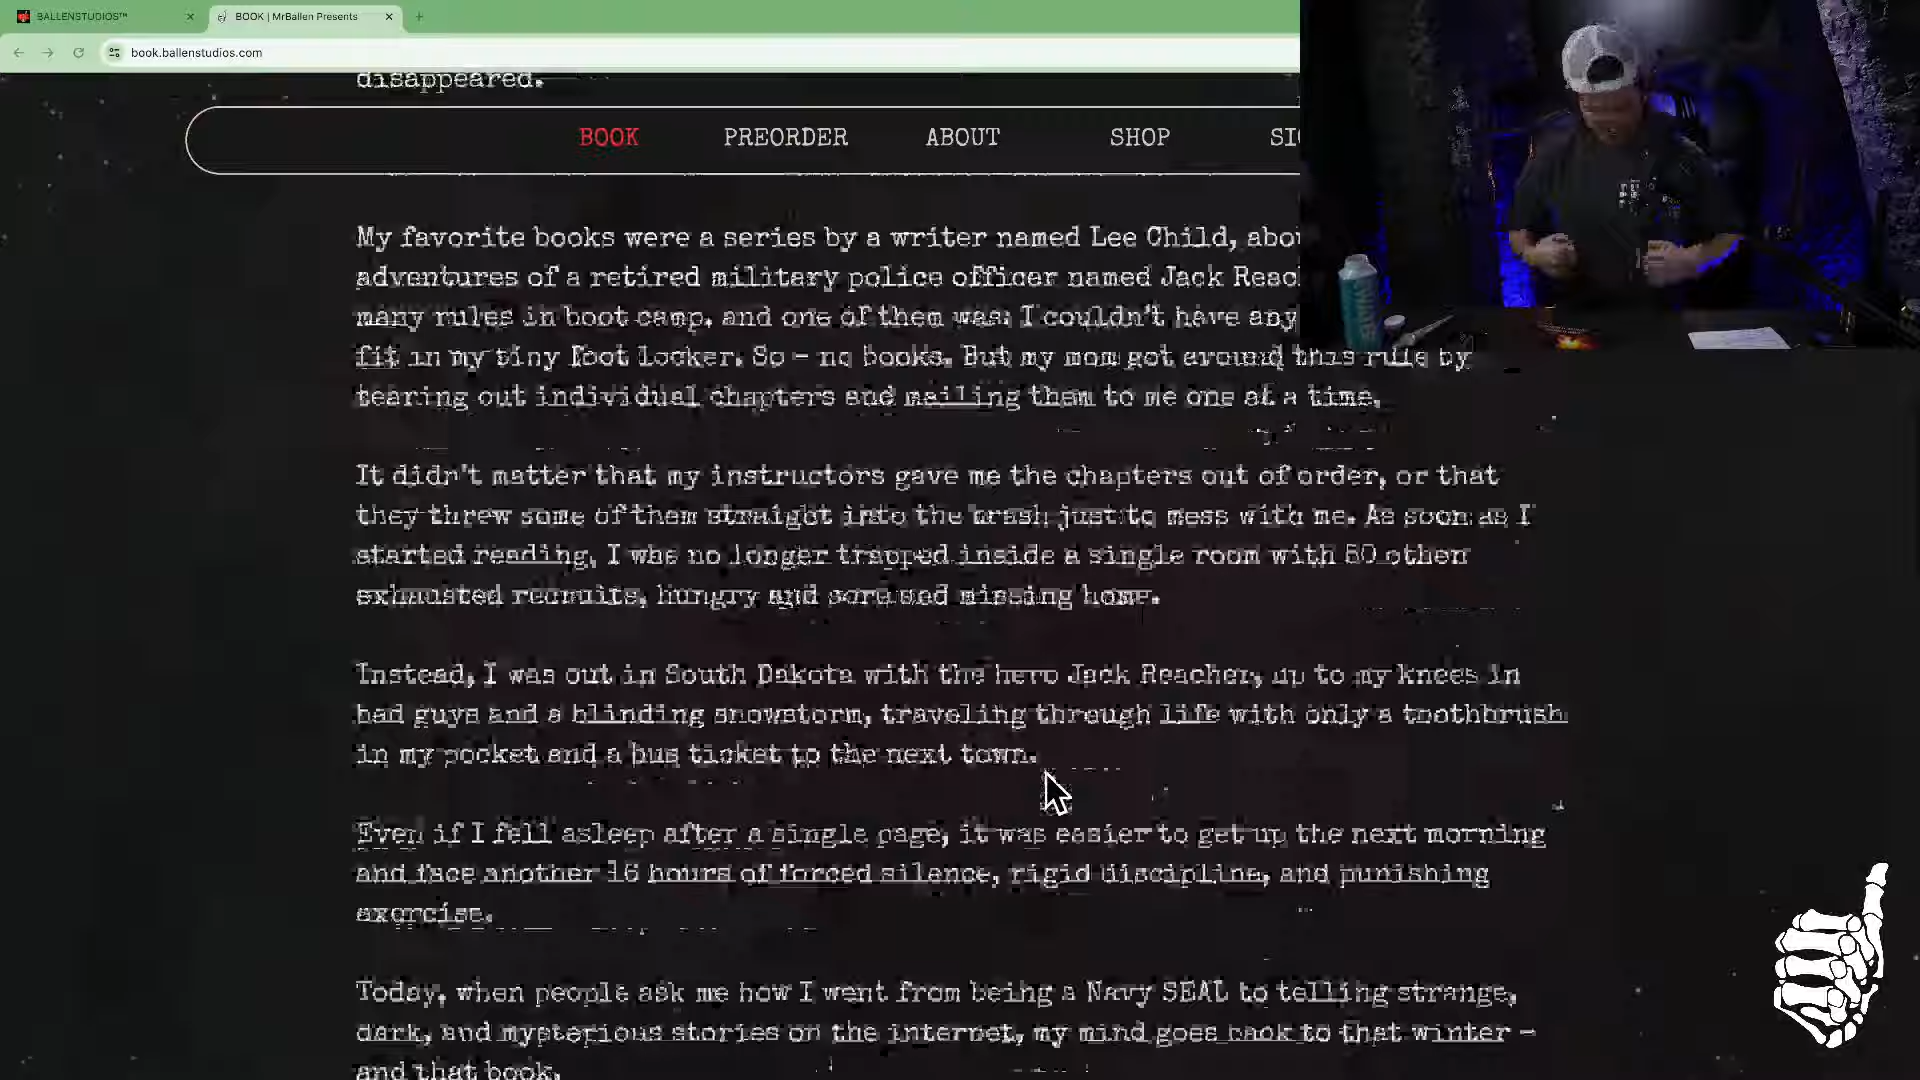 BALLENSTUDIOS™
BOOK | MrBallen Presents
book.ballenstudios.com
disappeared.
BOOK PREORDER ABOUT SHOP
My favorite books were a series by a writer named Lee Child,
adventures of a retired military police officer named Jack
many rules in boot camp, and one of them was: I couldn't have any
fit in my tiny foot locker. So - no books. But my mom got around this rule by
tearing out individual chapters and mailing them to me one at a time.
It didn't matter that my instructors gave me the chapters out of order, or that
they threw some of them straight into the trash just to mess with me. As soon as I
started reading, I was no longer trapped inside a single room with 80 other
exhausted recruits, hungry and sore and missing home.
Instead, I was out in South Dakota with the hero Jack Reacher, up to my knees in
bad guys and a blinding snowstorm, traveling through life with only a toothbrush
in my pocket and a bus ticket to the next town.
Even if I fell asleep after a single page, it was easier to get up the next morning
and face another 16 hours of forced silence, rigid discipline, and punishing
exercise.
Today, when people ask me how I went from being a Navy SEAL to telling strange,
dark, and mysterious stories on the internet, my mind goes back to that winter -
and that book.